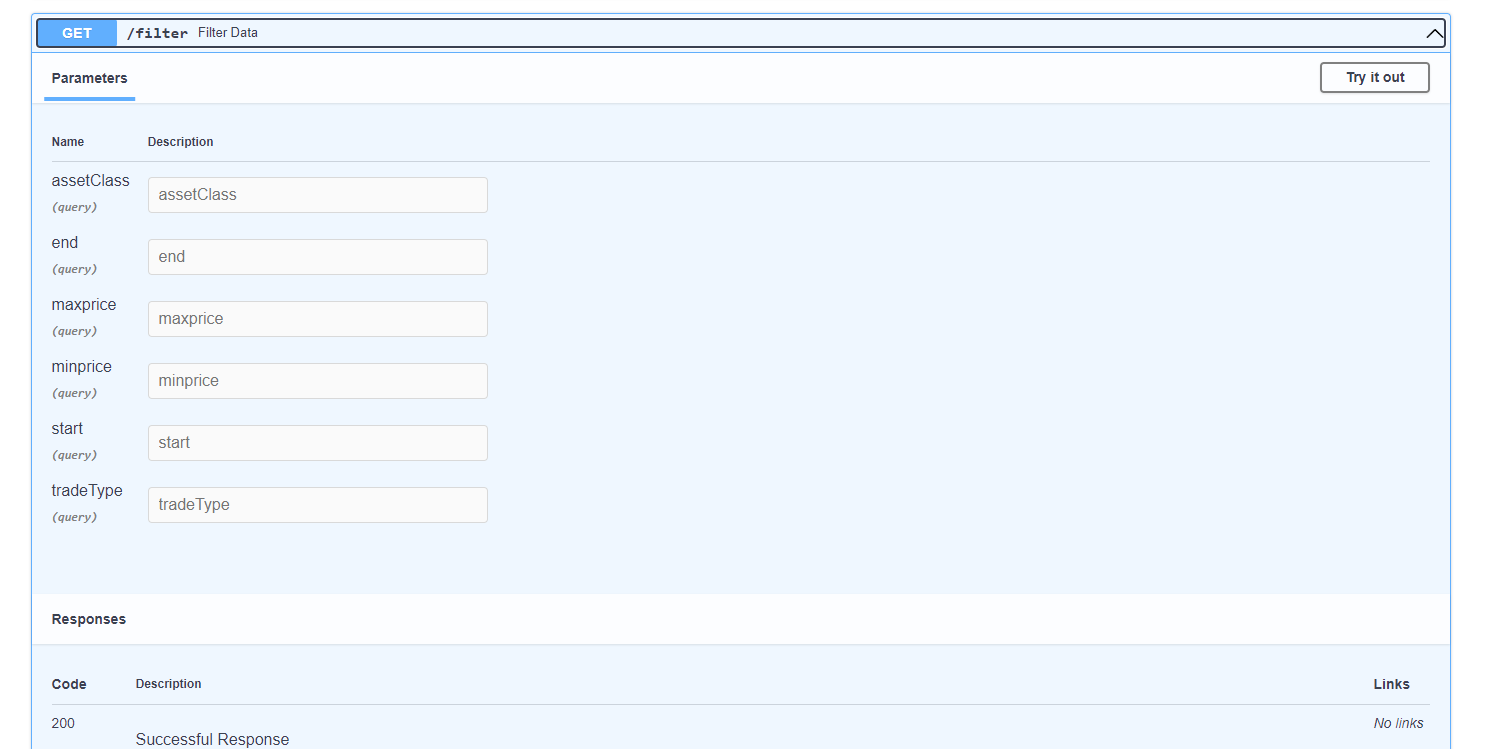 GET /filter Filter Data
Parameters Try it out
Name Description
assetClass assetClass
(query)
end end
(query)
maxprice maxprice
(query)
minprice minprice
(query)
start start
(query)
tradeType tradeType
(query)
Responses
Code Description Links
200 No links
Successful Response